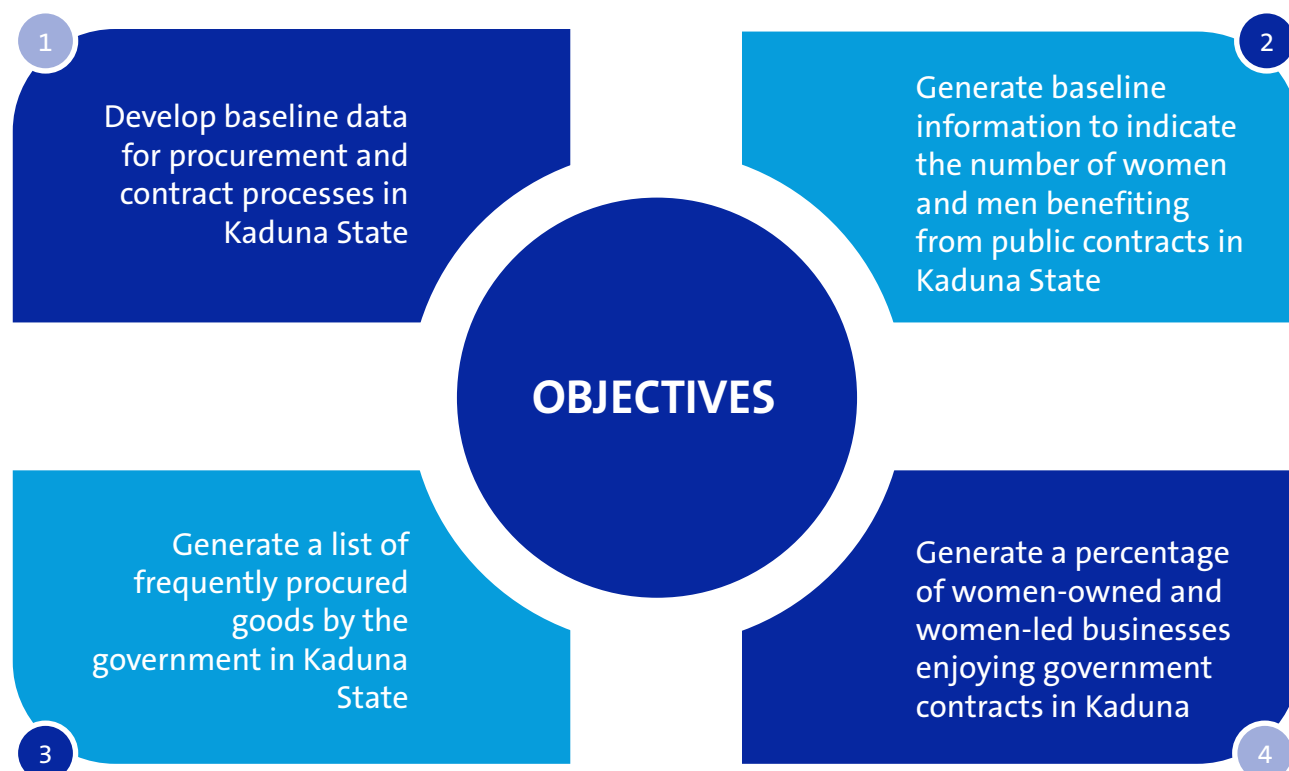 1
Develop baseline data
for procurement and
contract processes in
Kaduna State
2
Generate baseline
information to indicate
the number of women
and men benefiting
from public contracts in
Kaduna State
OBJECTIVES
3
Generate a list of
frequently procured
goods by the
government in Kaduna
State
4
Generate a percentage
of women-owned and
women-led businesses
enjoying government
contracts in Kaduna